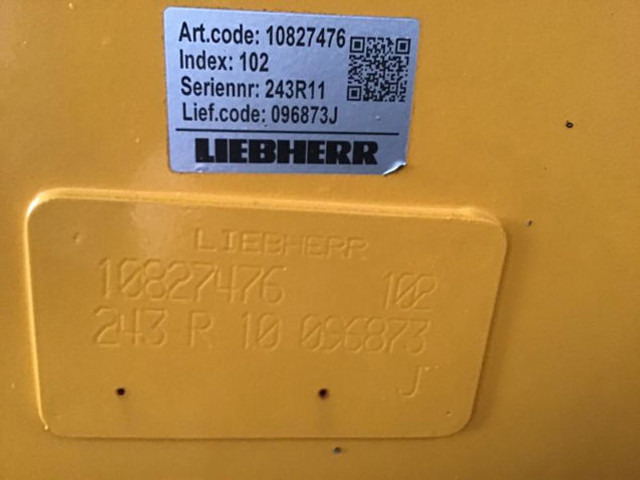 Art.code: 10827476
Index: 102
Seriennr: 243R11
Lief.code: 096873J
LIEBHERR
LIEBHERR
10827476 102
243 R 10 096873
J